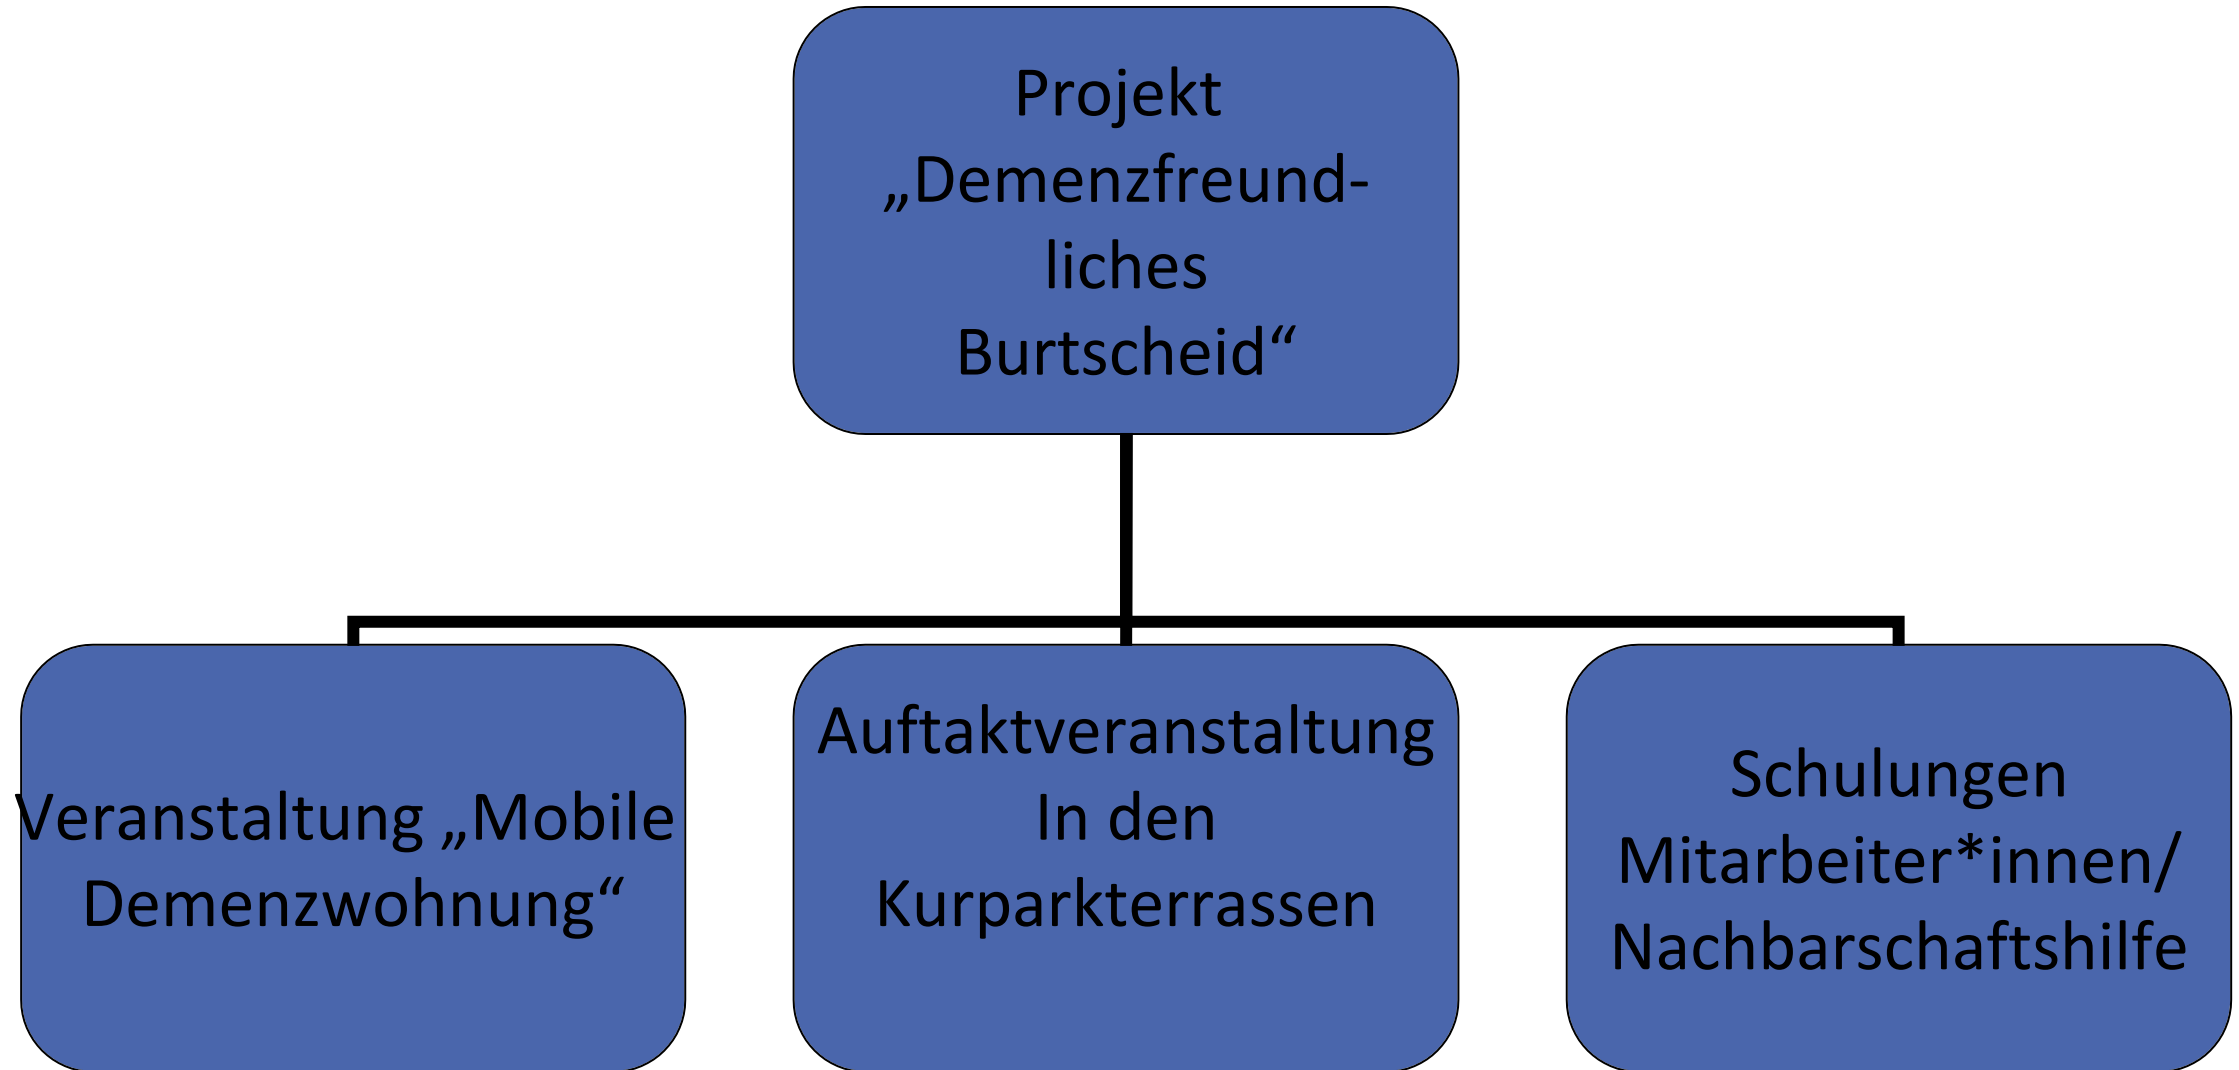 Projekt
„Demenzfreund-
liches
Burtscheid“
Veranstaltung „Mobile
Demenzwohnung“
Auftaktveranstaltung
In den
Kurparkterrassen
Schulungen
Mitarbeiter*innen/
Nachbarschaftshilfe